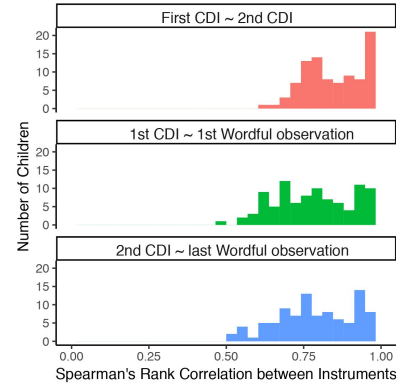 First CDI ~ 2nd CDI
20
15
10
5
0
1st CDI ~ 1st Wordful observation
20
15
10
5
0
2nd CDI ~ last Wordful observation
20
15
10
5
0
Number of Children
0.00 0.25 0.50 0.75 1.00
Spearman's Rank Correlation between Instruments